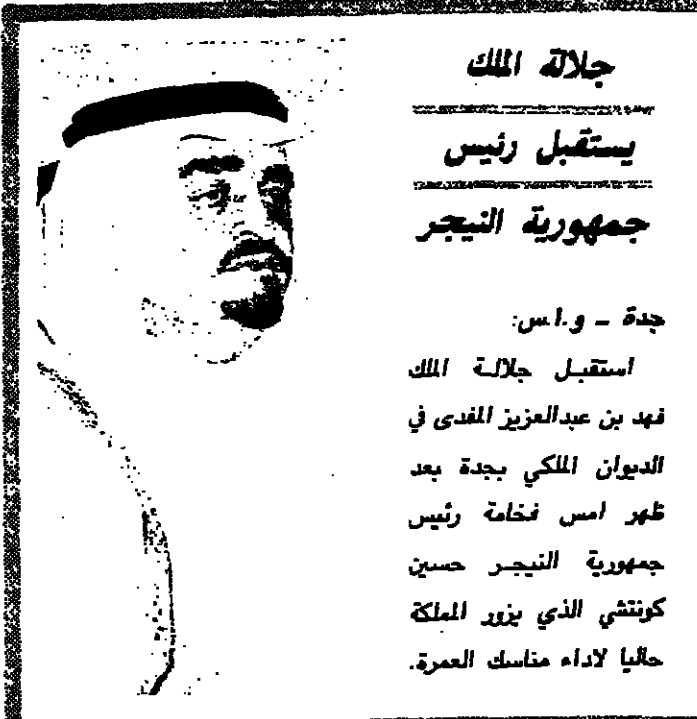 جلالة الملك
يستقبل رئيس
جمهورية النيجر
جدة – و.ا.س:
استقبل جلالة الملك
فهد بن عبدالعزيز المفدى في
الديوان الملكي بجدة بعد
ظهر امس فخامة رئيس
جمهورية النيجر حسين
كونتشي الذي يزور المملكة
حاليا لاداء مناسك العمرة.